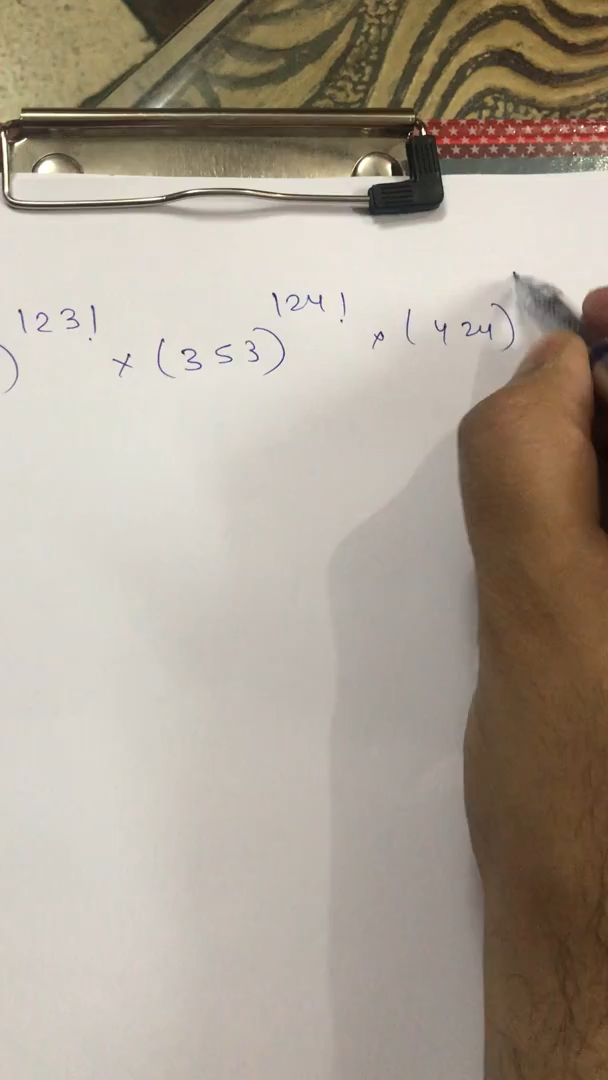 )^123! × (353)^124! × (424)